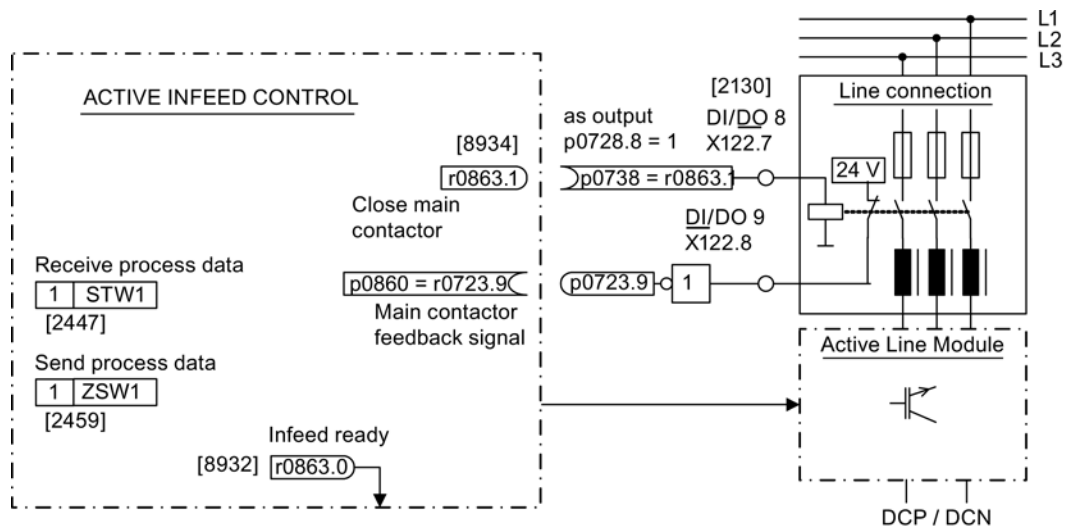 L1
L2
L3
ACTIVE INFEED CONTROL
[2130]
Line connection
as output
p0728.8 = 1
DI/DO 8
X122.7
[8934]
r0863.1
p0738 = r0863.1
24 V
Close main
contactor
DI/DO 9
X122.8
Receive process data
1 STW1
[2447]
p0860 = r0723.9
p0723.9
1
Main contactor
feedback signal
Active Line Module
Send process data
1 ZSW1
[2459]
Infeed ready
[8932] r0863.0
DCP / DCN